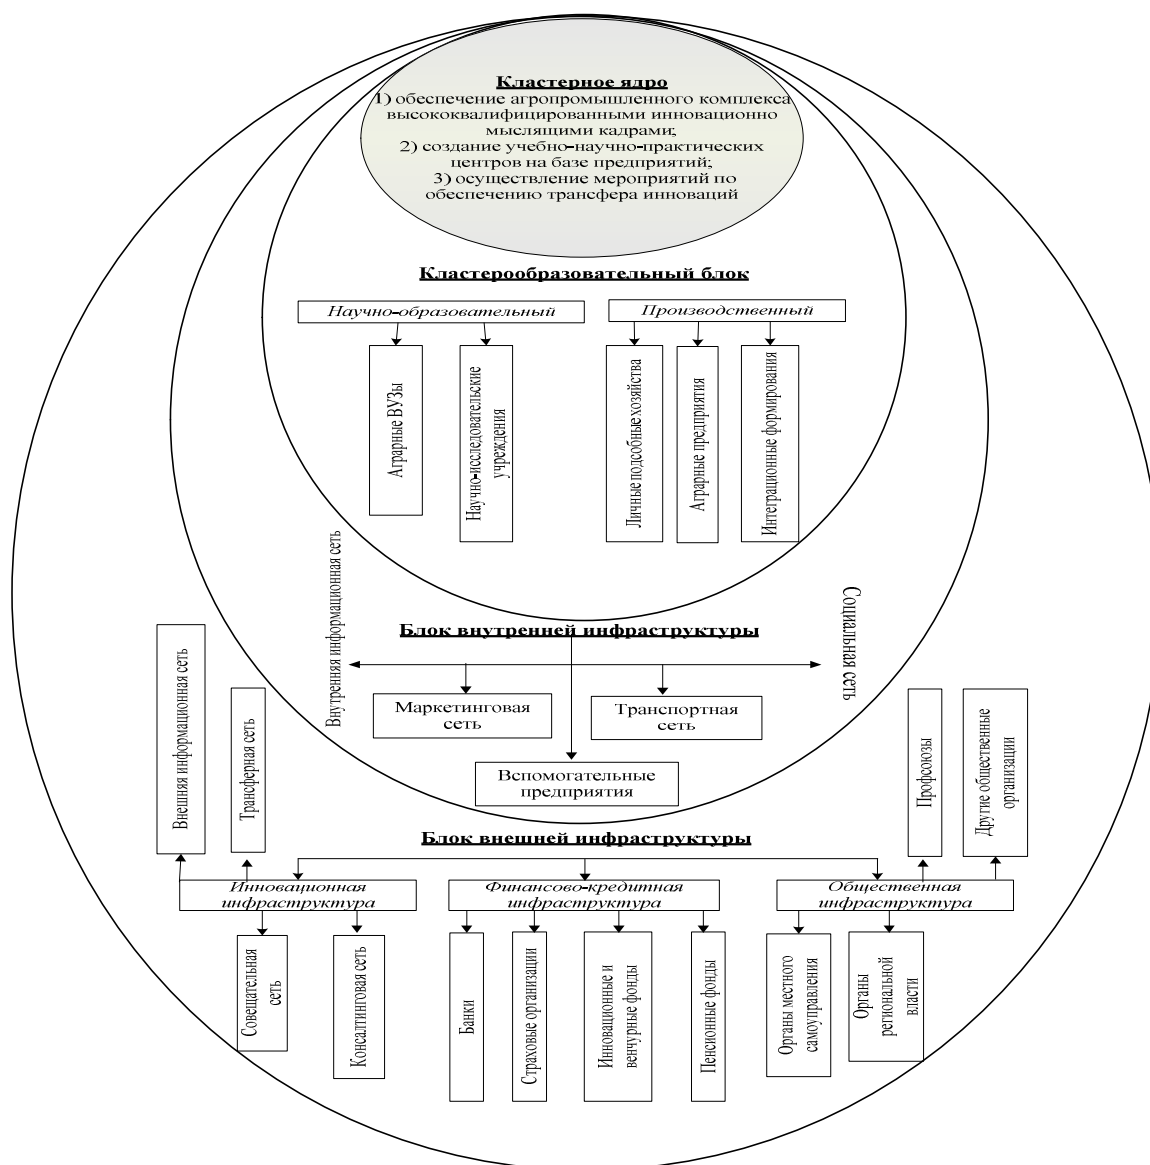 Кластерное ядро
1) обеспечение агропромышленного комплекса
высококвалифицированными инновационно
мыслящими кадрами;
2) создание учебно-научно-практических
центров на базе предприятий;
3) осуществление мероприятий по
обеспечению трансфера инноваций
Кластерообразовательный блок
Научно-образовательный
Производственный
Аграрные ВУЗы
Научно-исследовательские
учреждения
Личные подсобные хозяйства
Аграрные предприятия
Интеграционные формирования
Блок внутренней инфраструктуры
Внутренняя информационная сеть
Социальная сеть
Маркетинговая
сеть
Транспортная
сеть
Вспомогательные
предприятия
Блок внешней инфраструктуры
Внешняя информационная сеть
Трансферная сеть
Профсоюзы
Другие общественные
организации
Инновационная
инфраструктура
Финансово-кредитная
инфраструктура
Общественная
инфраструктура
Совещательная
сеть
Консалтинговая сеть
Банки
Страховые организации
Инновационные и
венчурные фонды
Пенсионные фонды
Органы местного
самоуправления
Органы
региональной
власти